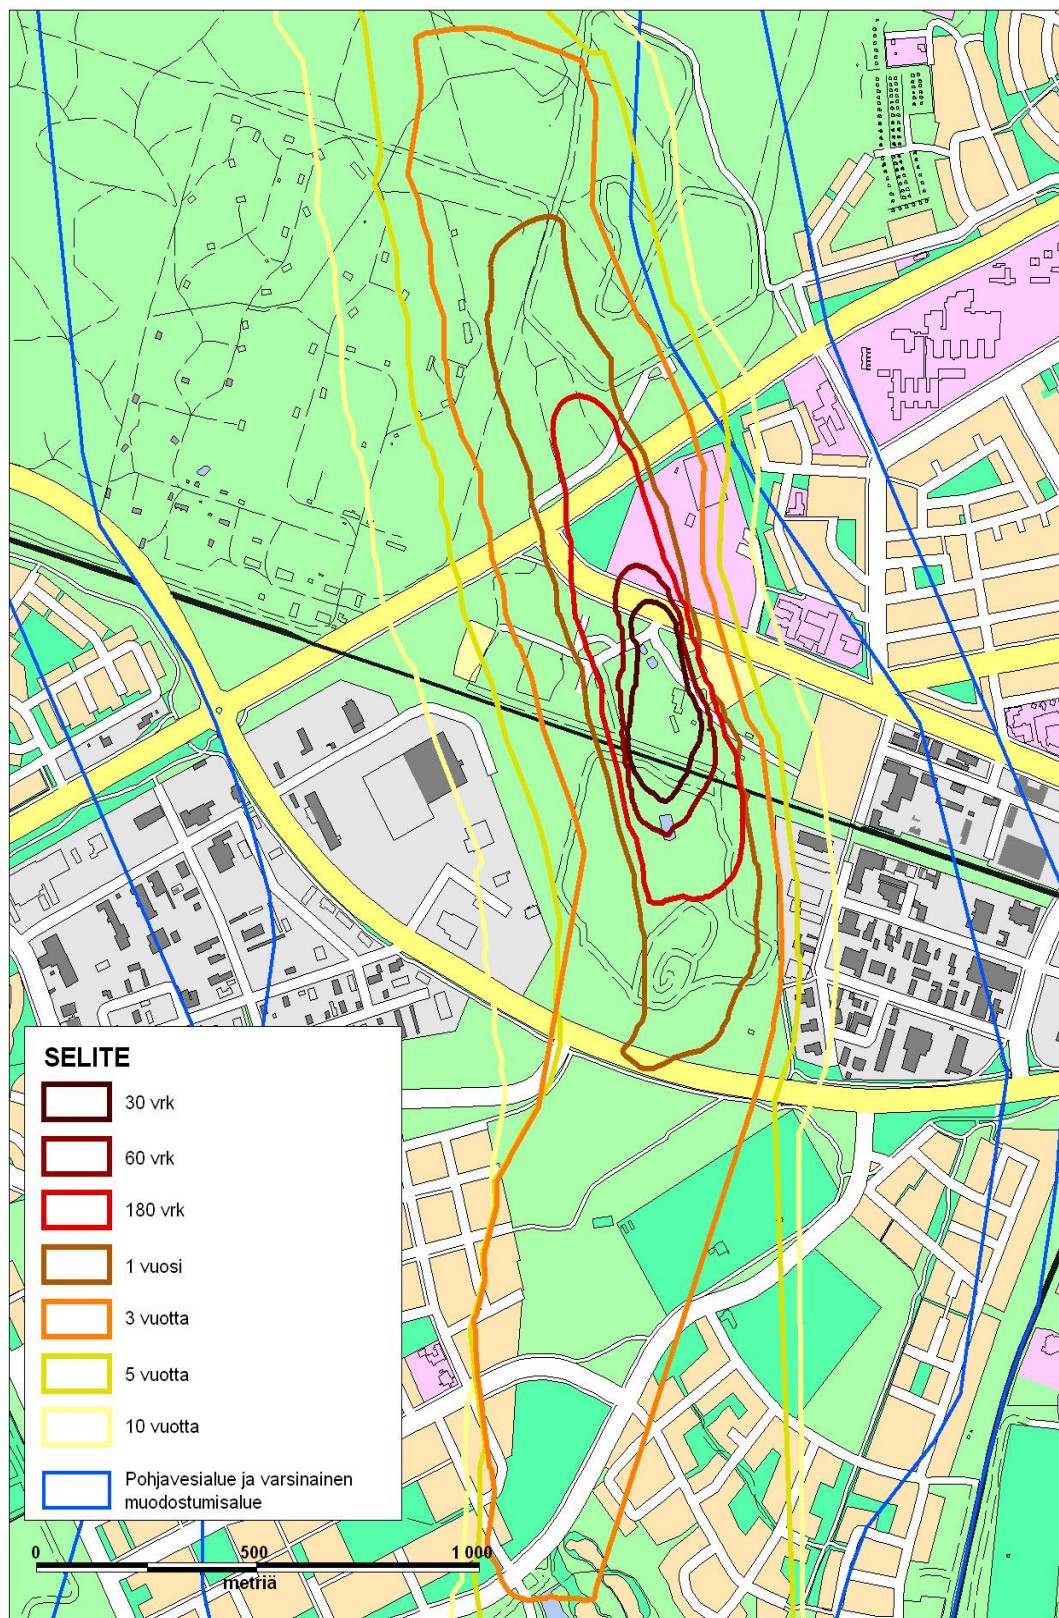 SELITE
30 vrk
60 vrk
180 vrk
1 vuosi
3 vuotta
5 vuotta
10 vuotta
Pohjavesialue ja varsinainen
muodostumisalue
0 500 1 000
metriä